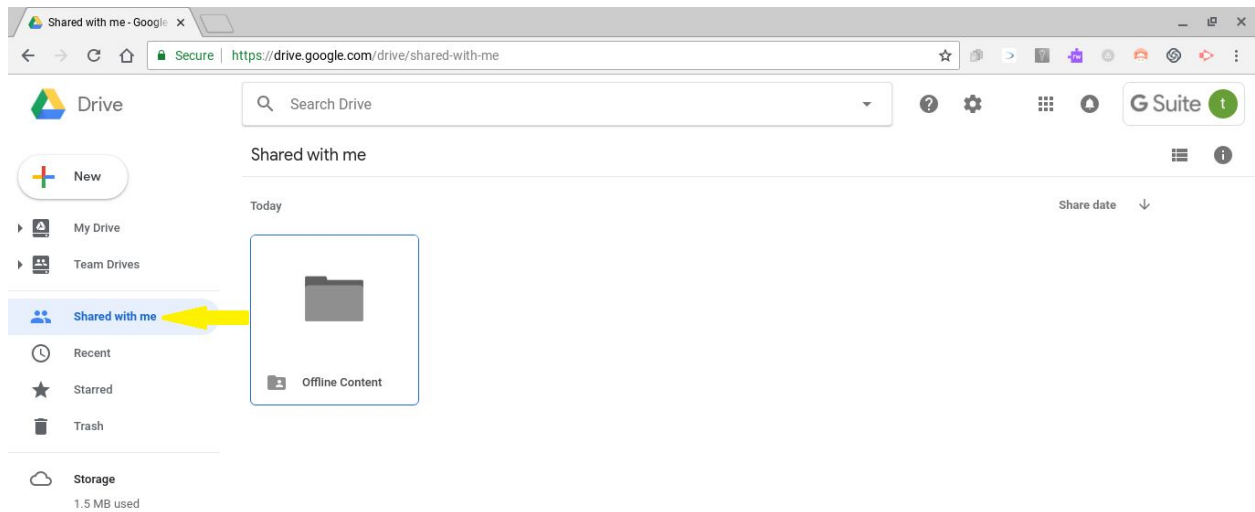 Shared with me - Google
Secure https://drive.google.com/drive/shared-with-me
Drive
Search Drive
G Suite t
New
Shared with me
My Drive
Team Drives
Shared with me
Recent
Starred
Trash
Storage
1.5 MB used
Today
Share date
Offline Content